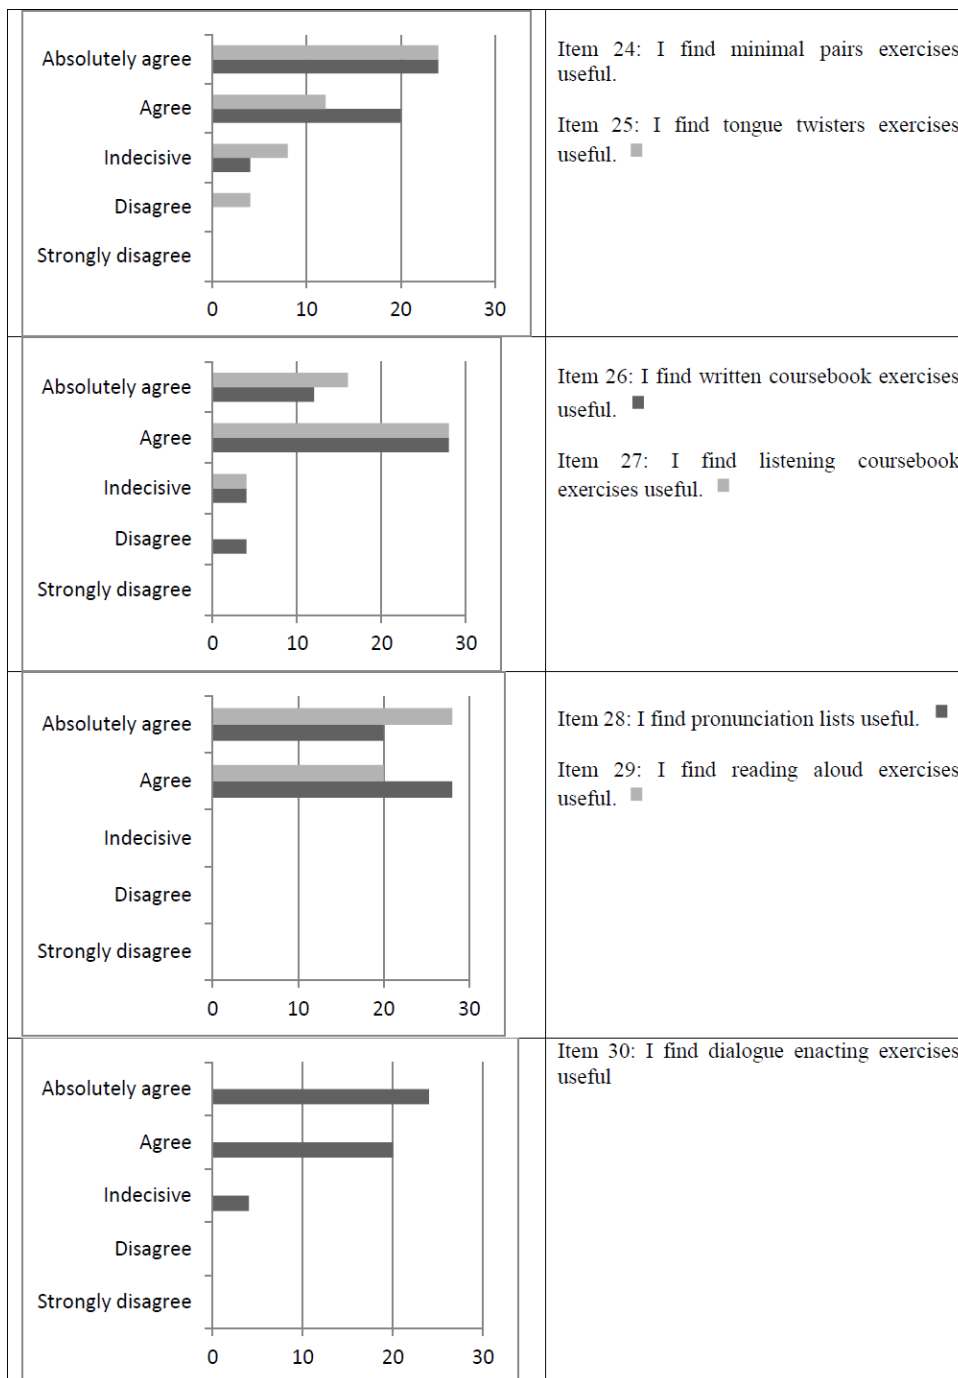 Absolutely agree
Agree
Indecisive
Disagree
Strongly disagree
0 10 20 30
Item 24: I find minimal pairs exercises
useful.
Item 25: I find tongue twisters exercises
useful.
Absolutely agree
Agree
Indecisive
Disagree
Strongly disagree
0 10 20 30
Item 26: I find written coursebook exercises
useful.
Item 27: I find listening coursebook
exercises useful.
Absolutely agree
Agree
Indecisive
Disagree
Strongly disagree
0 10 20 30
Item 28: I find pronunciation lists useful.
Item 29: I find reading aloud exercises
useful.
Absolutely agree
Agree
Indecisive
Disagree
Strongly disagree
0 10 20 30
Item 30: I find dialogue enacting exercises
useful